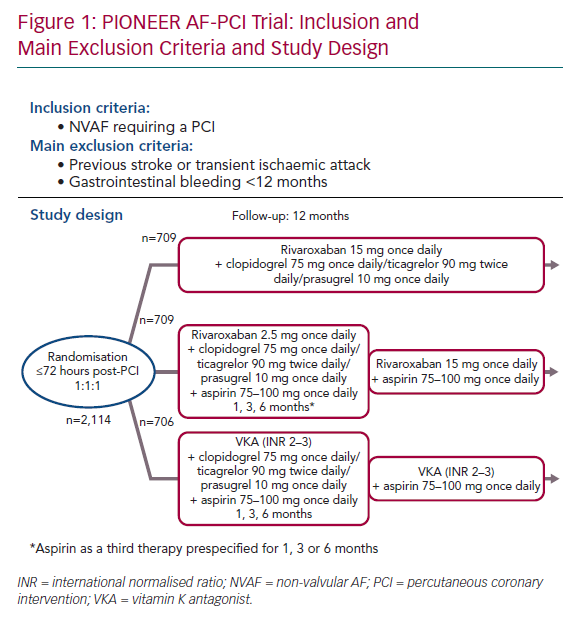 Figure 1: PIONEER AF-PCI Trial: Inclusion and
Main Exclusion Criteria and Study Design
Inclusion criteria:
• NVAF requiring a PCI
Main exclusion criteria:
• Previous stroke or transient ischaemic attack
• Gastrointestinal bleeding <12 months
Study design
Follow-up: 12 months
n=709
Rivaroxaban 15 mg once daily
+ clopidogrel 75 mg once daily/ticagrelor 90 mg twice
daily/prasugrel 10 mg once daily
n=709
Rivaroxaban 2.5 mg once daily
+ clopidogrel 75 mg once daily/
ticagrelor 90 mg twice daily/
prasugrel 10 mg once daily
+ aspirin 75–100 mg once daily
1, 3, 6 months*
Rivaroxaban 15 mg once daily
+ aspirin 75–100 mg once daily
Randomisation
≤72 hours post-PCI
1:1:1
n=2,114
n=706
VKA (INR 2–3)
+ clopidogrel 75 mg once daily/
ticagrelor 90 mg twice daily/
prasugrel 10 mg once daily
+ aspirin 75–100 mg once daily
1, 3, 6 months
VKA (INR 2–3)
+ aspirin 75–100 mg once daily
*Aspirin as a third therapy prespecified for 1, 3 or 6 months
INR = international normalised ratio; NVAF = non-valvular AF; PCI = percutaneous coronary
intervention; VKA = vitamin K antagonist.